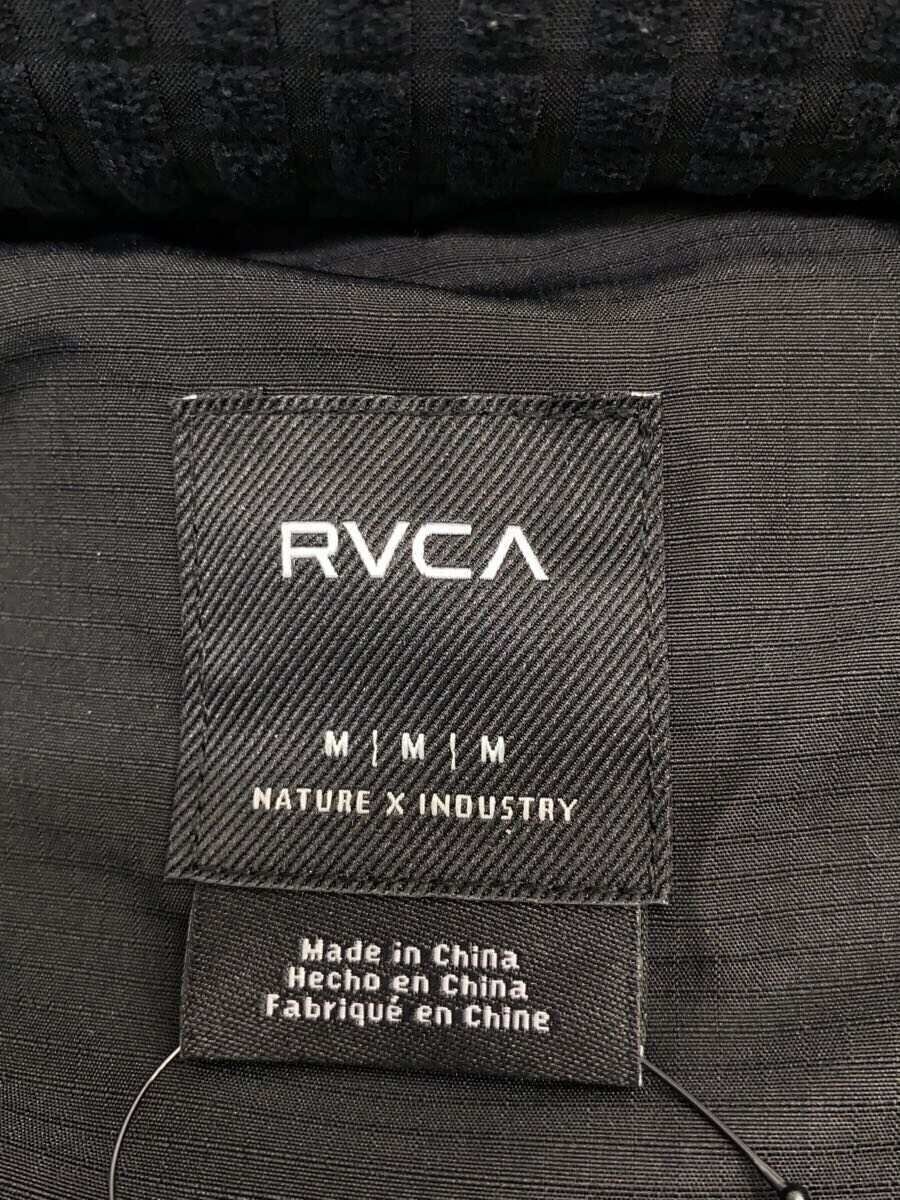 RVCA
M | M | M
NATURE X INDUSTRY
Made in China
Hecho en China
Fabriqué en Chine